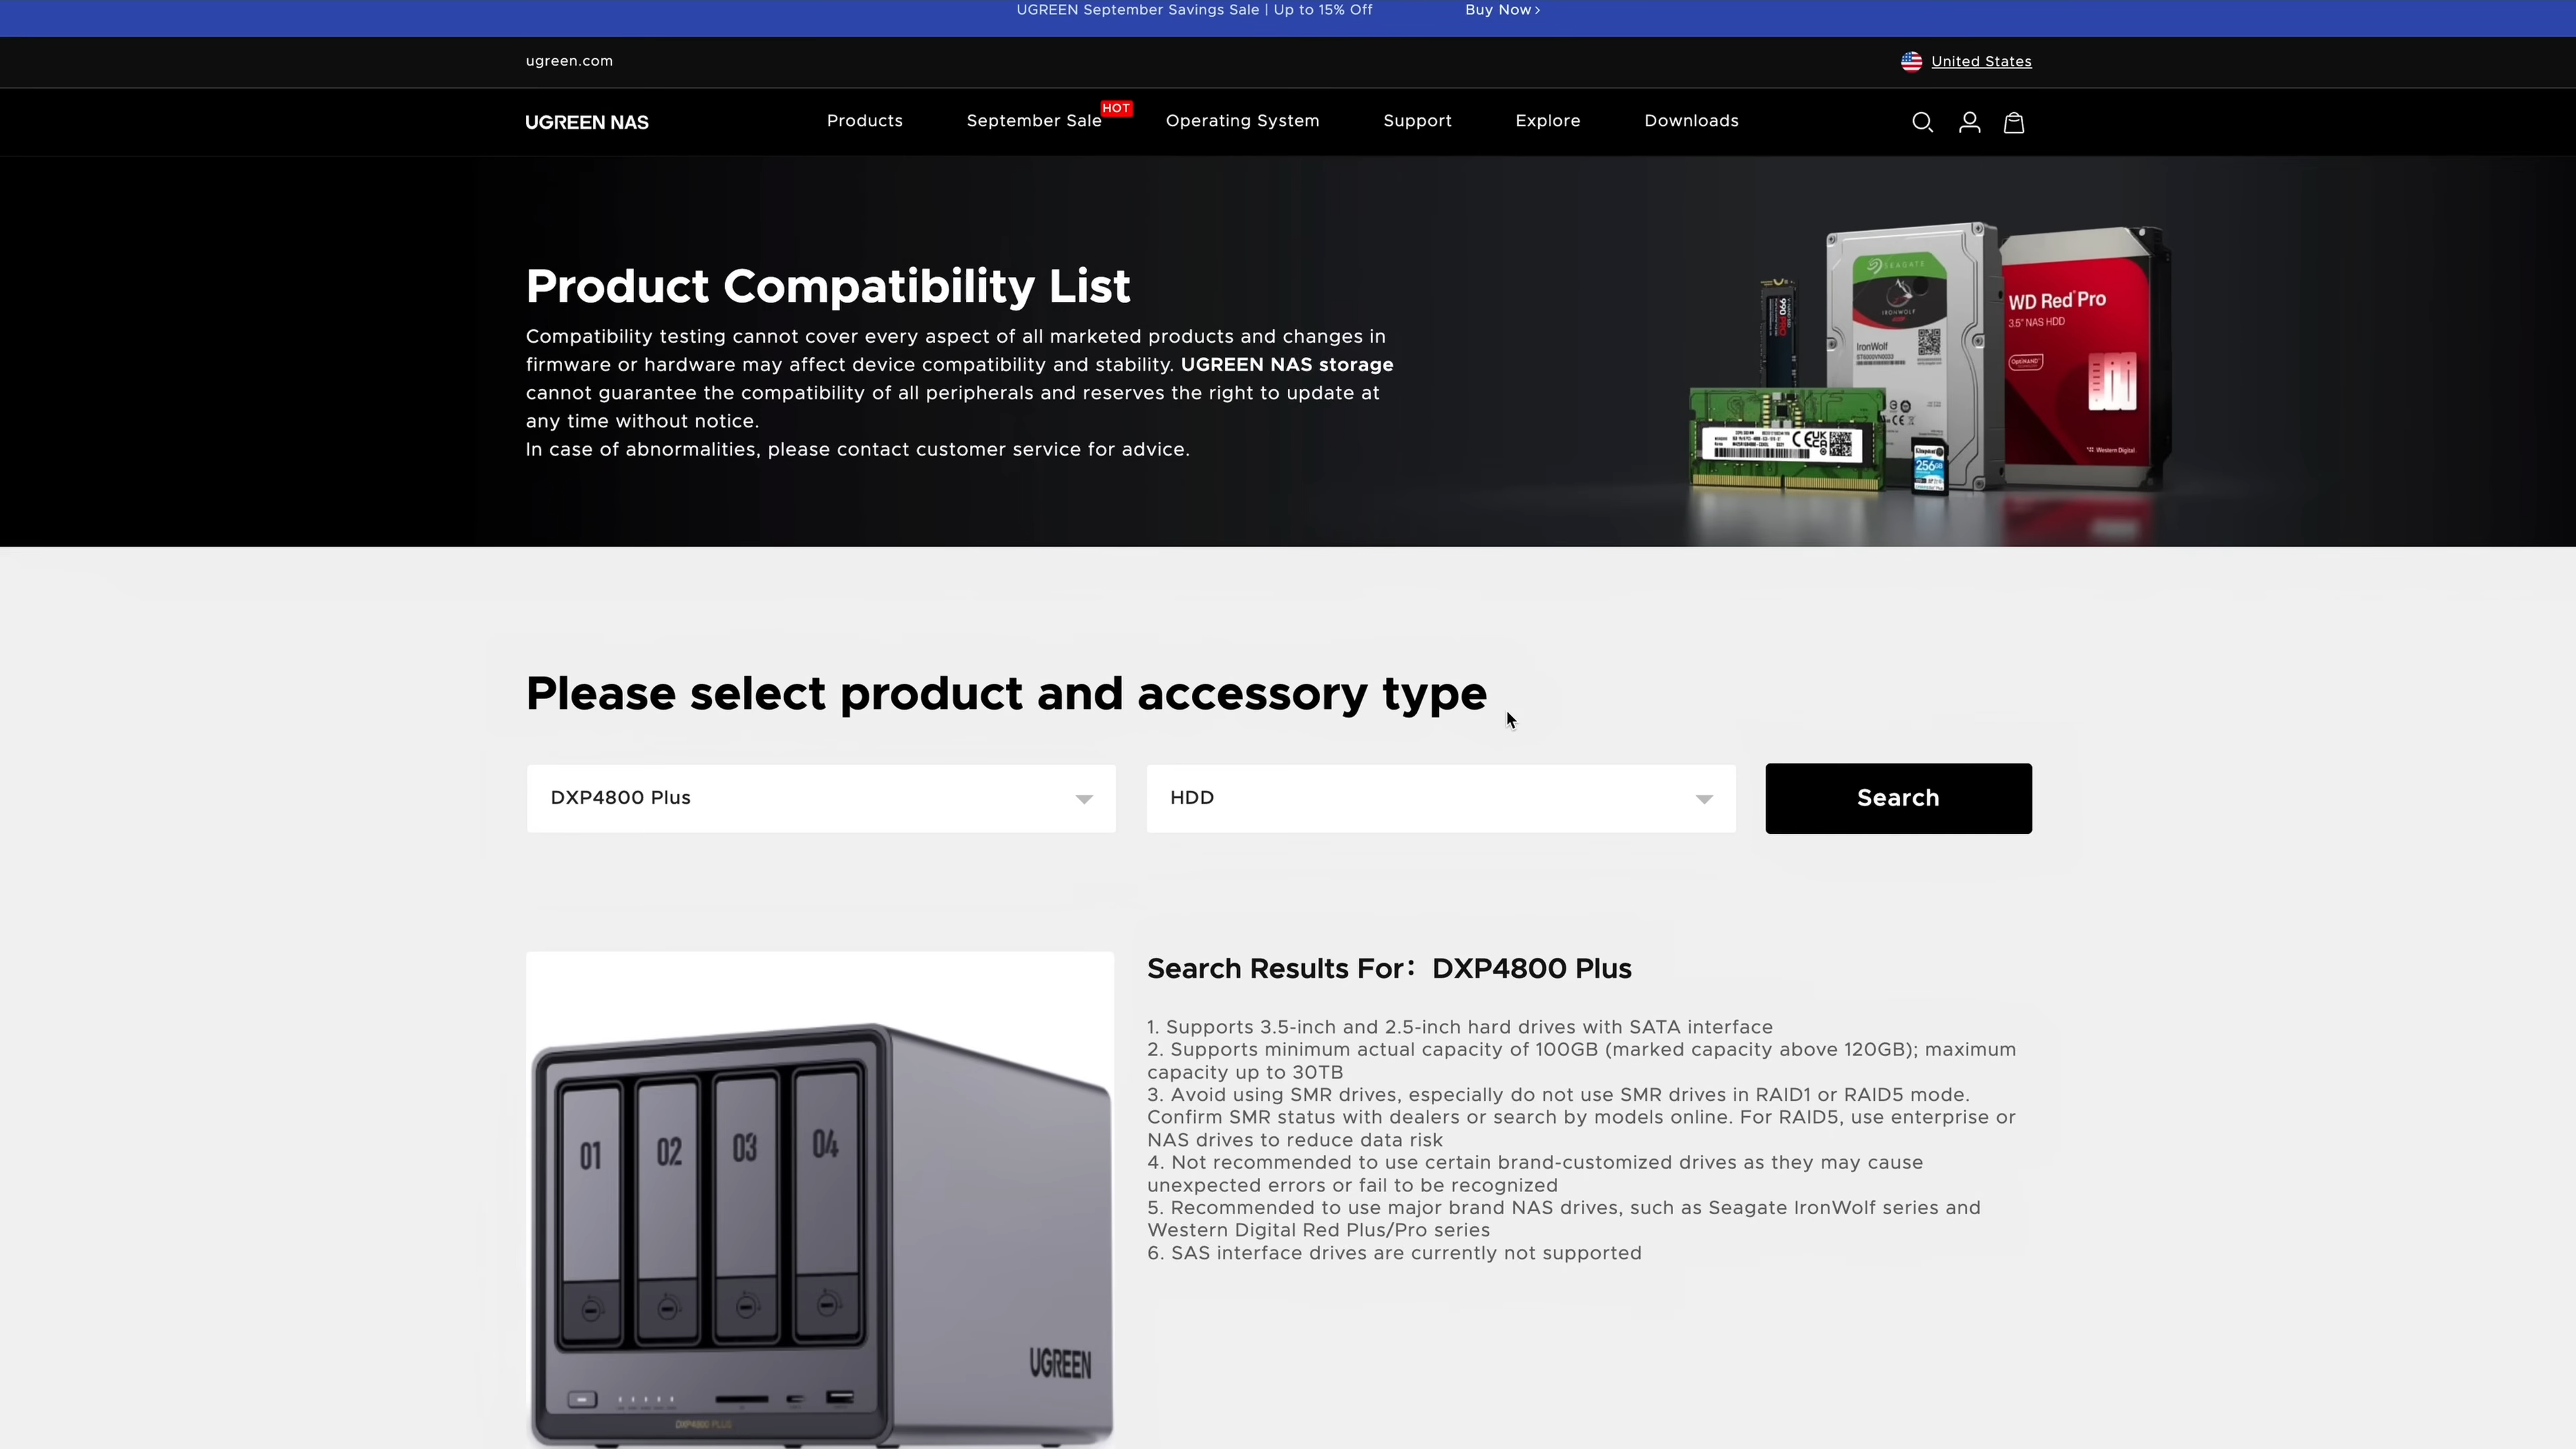 UGREEN September Savings Sale | Up to 15% Off Buy Now ›
ugreen.com United States
HOT
UGREEN NAS Products September Sale Operating System Support Explore Downloads
Product Compatibility List
Compatibility testing cannot cover every aspect of all marketed products and changes in
firmware or hardware may affect device compatibility and stability. UGREEN NAS storage
cannot guarantee the compatibility of all peripherals and reserves the right to update at
any time without notice.
In case of abnormalities, please contact customer service for advice.
990 PRO
SEAGATE
IRONWOLF
IronWolf
WD Red Pro
3.5" NAS HDD
OptiNAND
Western Digital
256GB
Please select product and accessory type
DXP4800 Plus HDD Search
Search Results For: DXP4800 Plus
1. Supports 3.5-inch and 2.5-inch hard drives with SATA interface
2. Supports minimum actual capacity of 100GB (marked capacity above 120GB); maximum
capacity up to 30TB
3. Avoid using SMR drives, especially do not use SMR drives in RAID1 or RAID5 mode.
Confirm SMR status with dealers or search by models online. For RAID5, use enterprise or
NAS drives to reduce data risk
4. Not recommended to use certain brand-customized drives as they may cause
unexpected errors or fail to be recognized
5. Recommended to use major brand NAS drives, such as Seagate IronWolf series and
Western Digital Red Plus/Pro series
6. SAS interface drives are currently not supported
01 02 03 04
UGREEN
DXP4800 PLUS